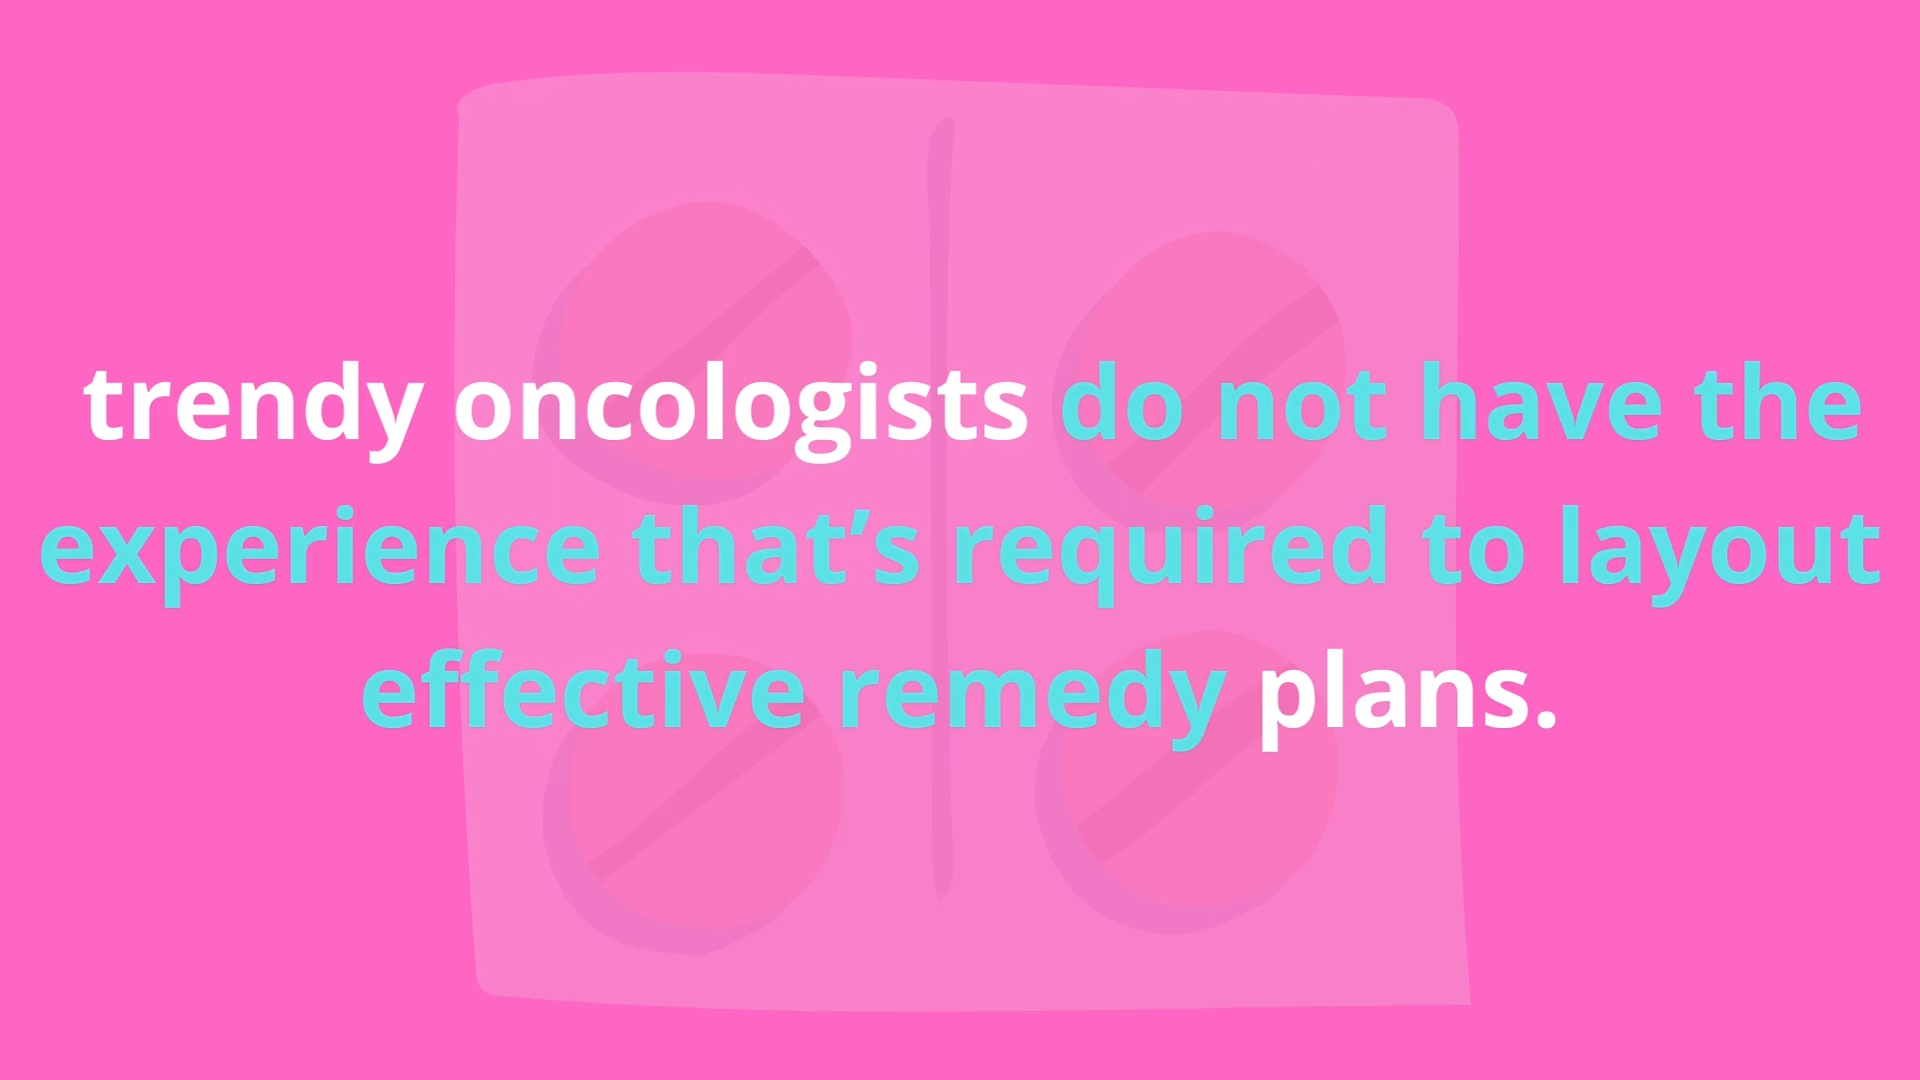 trendy oncologists do not have the
experience that’s required to layout
effective remedy plans.